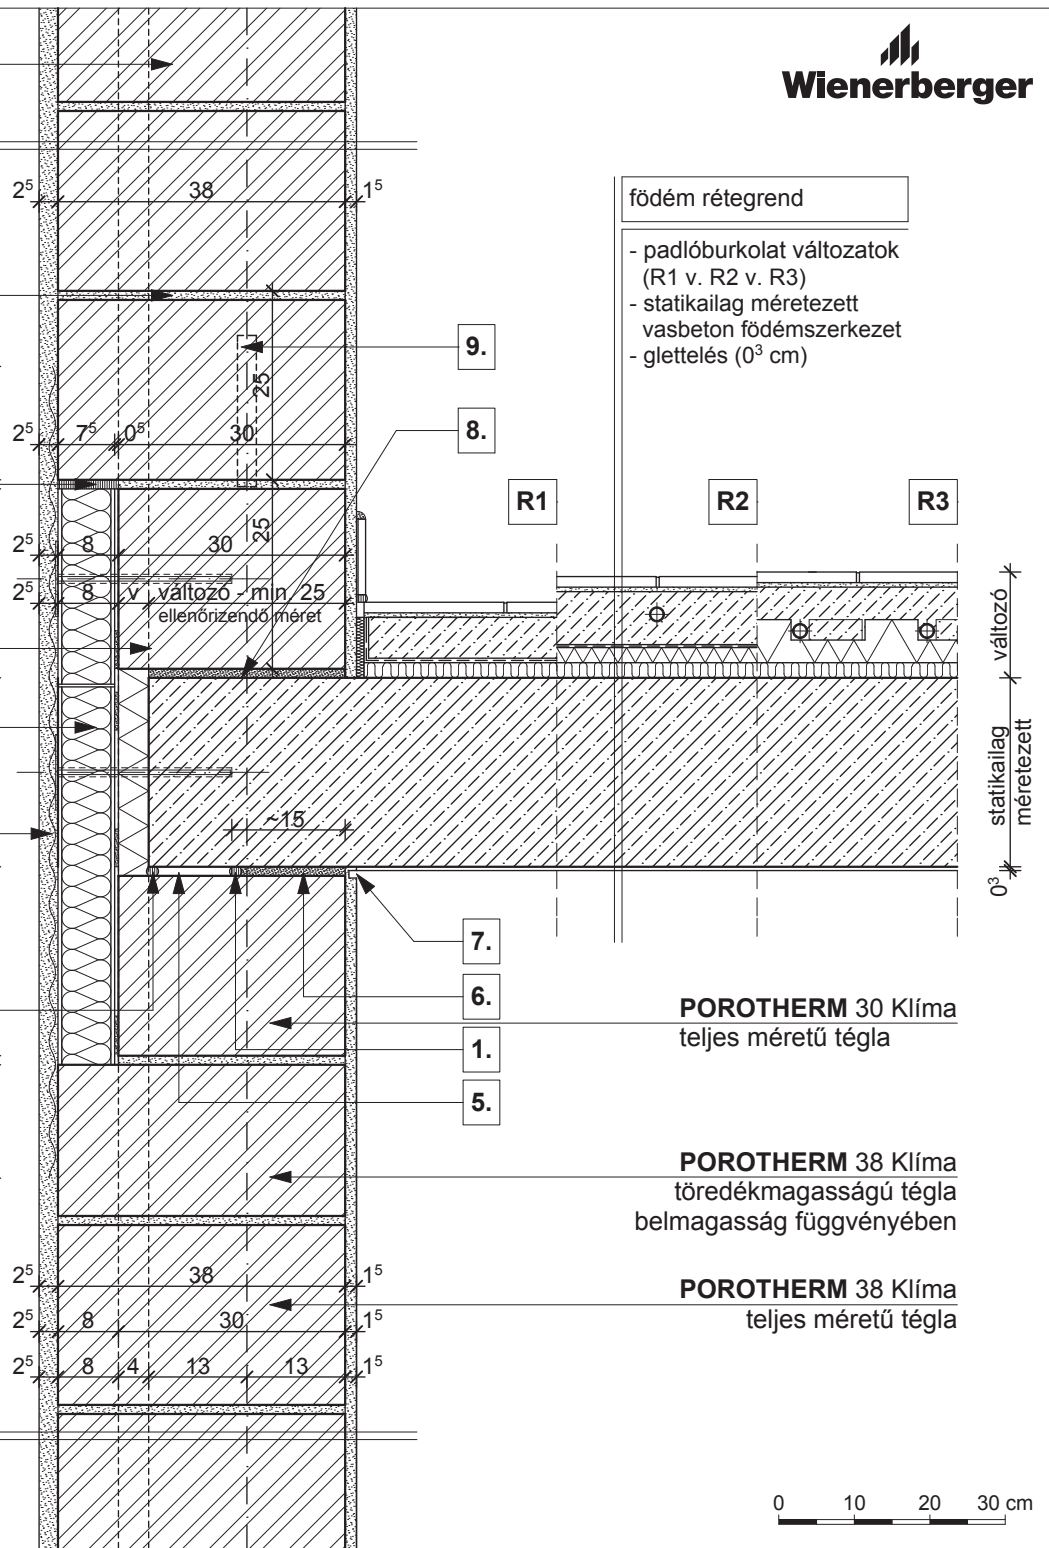 Wienerberger
2⁵ 38 1⁵
födém rétegrend
- padlóburkolat változatok
(R1 v. R2 v. R3)
- statikailag méretezett
vasbeton födémszerkezet
- glettelés (0³ cm)
9.
25
8.
2⁵ 7⁵ 0⁵ 30
R1 R2 R3
25
2⁵ 8 30
2⁵ 8 v változó - min. 25
ellenőrizendő méret
változó
statikailag
méretezett
~15
0³
7.
6.
POROTHERM 30 Klíma
teljes méretű tégla
1.
5.
POROTHERM 38 Klíma
töredékmagasságú tégla
belmagasság függvényében
2⁵ 38 1⁵
POROTHERM 38 Klíma
teljes méretű tégla
2⁵ 8 30 1⁵
2⁵ 8 4 13 13 1⁵
0 10 20 30 cm